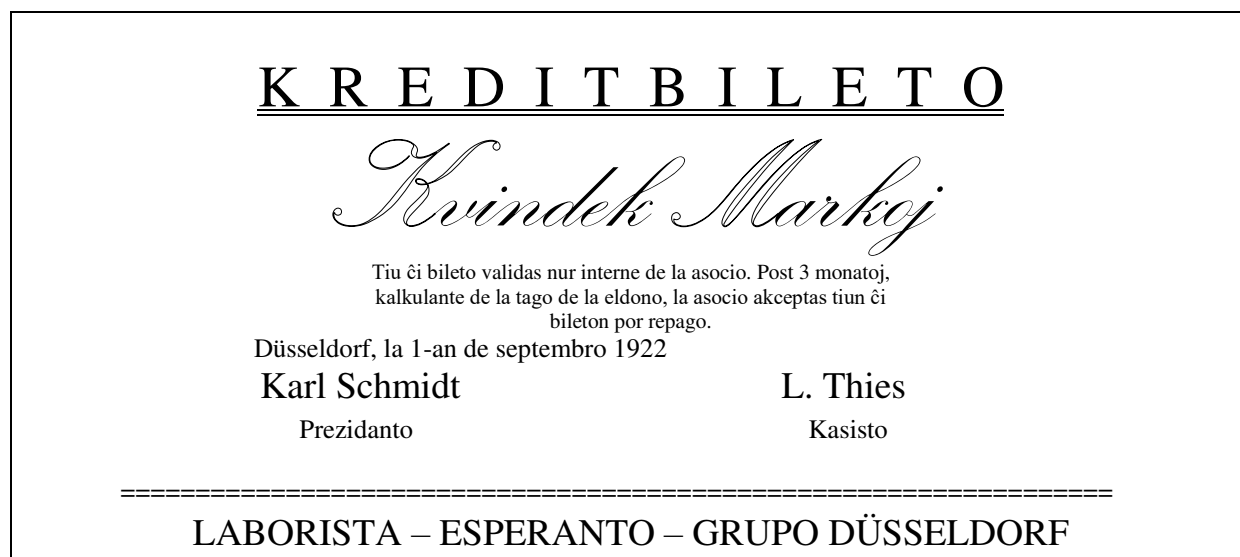 KREDITBILETO
Kvindek Markoj
Tiu ĉi bileto validas nur interne de la asocio. Post 3 monatoj,
kalkulante de la tago de la eldono, la asocio akceptas tiun ĉi
bileton por repago.
Düsseldorf, la 1-an de septembro 1922
Karl Schmidt L. Thies
Prezidanto Kasisto
==================================================================
LABORISTA – ESPERANTO – GRUPO DÜSSELDORF